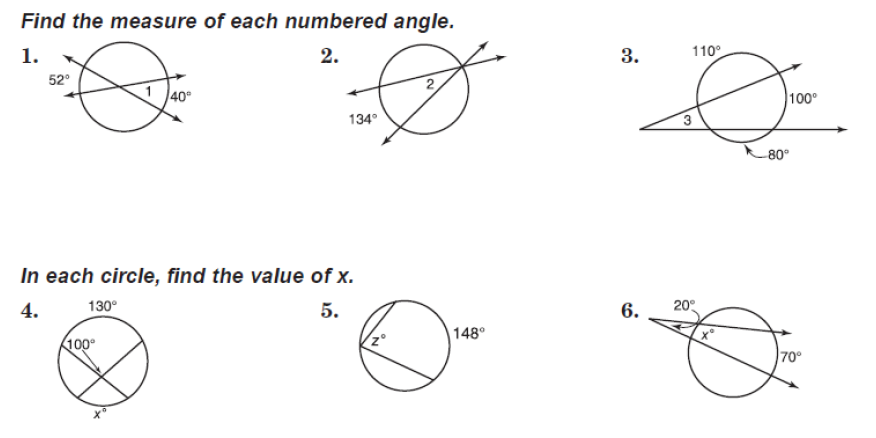 Find the measure of each numbered angle.
1. 52° 1 40°
2. 2 134°
3. 110° 100° 3 80°
In each circle, find the value of x.
4. 130° 100° x°
5. z° 148°
6. 20° x° 70°